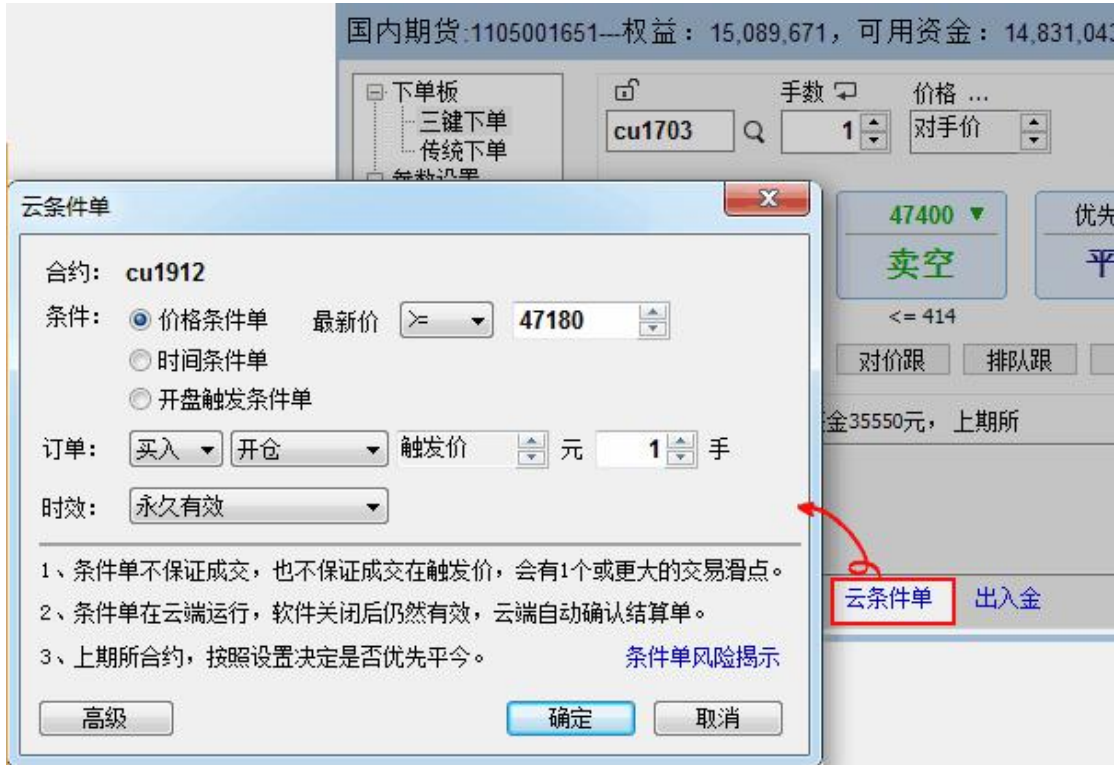 国内期货:1105001651---权益：15,089,671，可用资金：14,831,043
下单板
三键下单
传统下单
参数设置
手数
价格 ...
cu1703
1
对手价
云条件单
x
合约： cu1912
条件： 价格条件单 最新价 >= 47180
时间条件单
开盘触发条件单
订单： 买入 开仓 触发价 元 1 手
时效： 永久有效
1、条件单不保证成交，也不保证成交在触发价，会有1个或更大的交易滑点。
2、条件单在云端运行，软件关闭后仍然有效，云端自动确认结算单。
3、上期所合约，按照设置决定是否优先平今。 条件单风险揭示
高级 确定 取消
47400 ▼
卖空
<= 414
优先
平
对价跟 排队跟
金35550元，上期所
云条件单 出入金